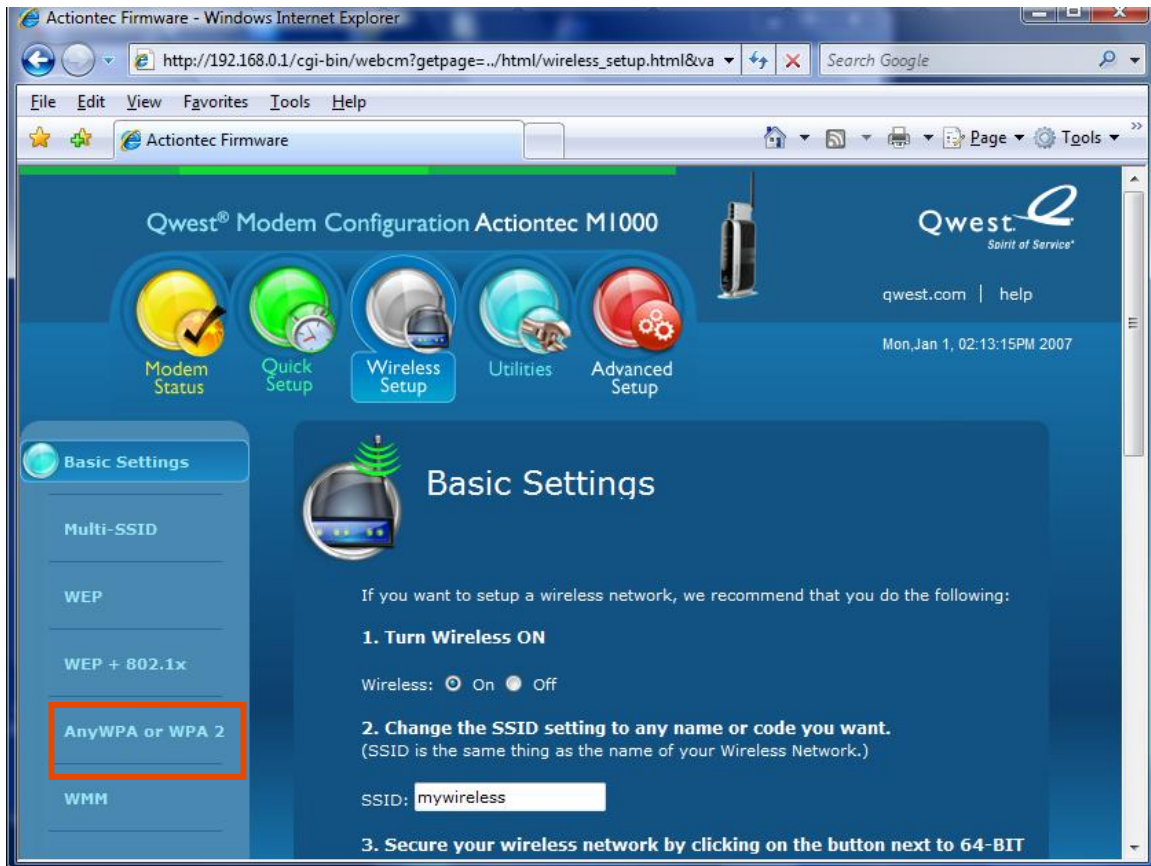 Actiontec Firmware - Windows Internet Explorer
http://192.168.0.1/cgi-bin/webcm?getpage=../html/wireless_setup.html&va
Search Google
File Edit View Favorites Tools Help
Actiontec Firmware
Page Tools
Qwest® Modem Configuration Actiontec M1000
Qwest
Spirit of Service
qwest.com | help
Mon,Jan 1, 02:13:15PM 2007
Modem Status
Quick Setup
Wireless Setup
Utilities
Advanced Setup
Basic Settings
Multi-SSID
WEP
WEP + 802.1x
AnyWPA or WPA 2
WMM
Basic Settings
If you want to setup a wireless network, we recommend that you do the following:
1. Turn Wireless ON
Wireless: On Off
2. Change the SSID setting to any name or code you want.
(SSID is the same thing as the name of your Wireless Network.)
SSID: mywireless
3. Secure your wireless network by clicking on the button next to 64-BIT